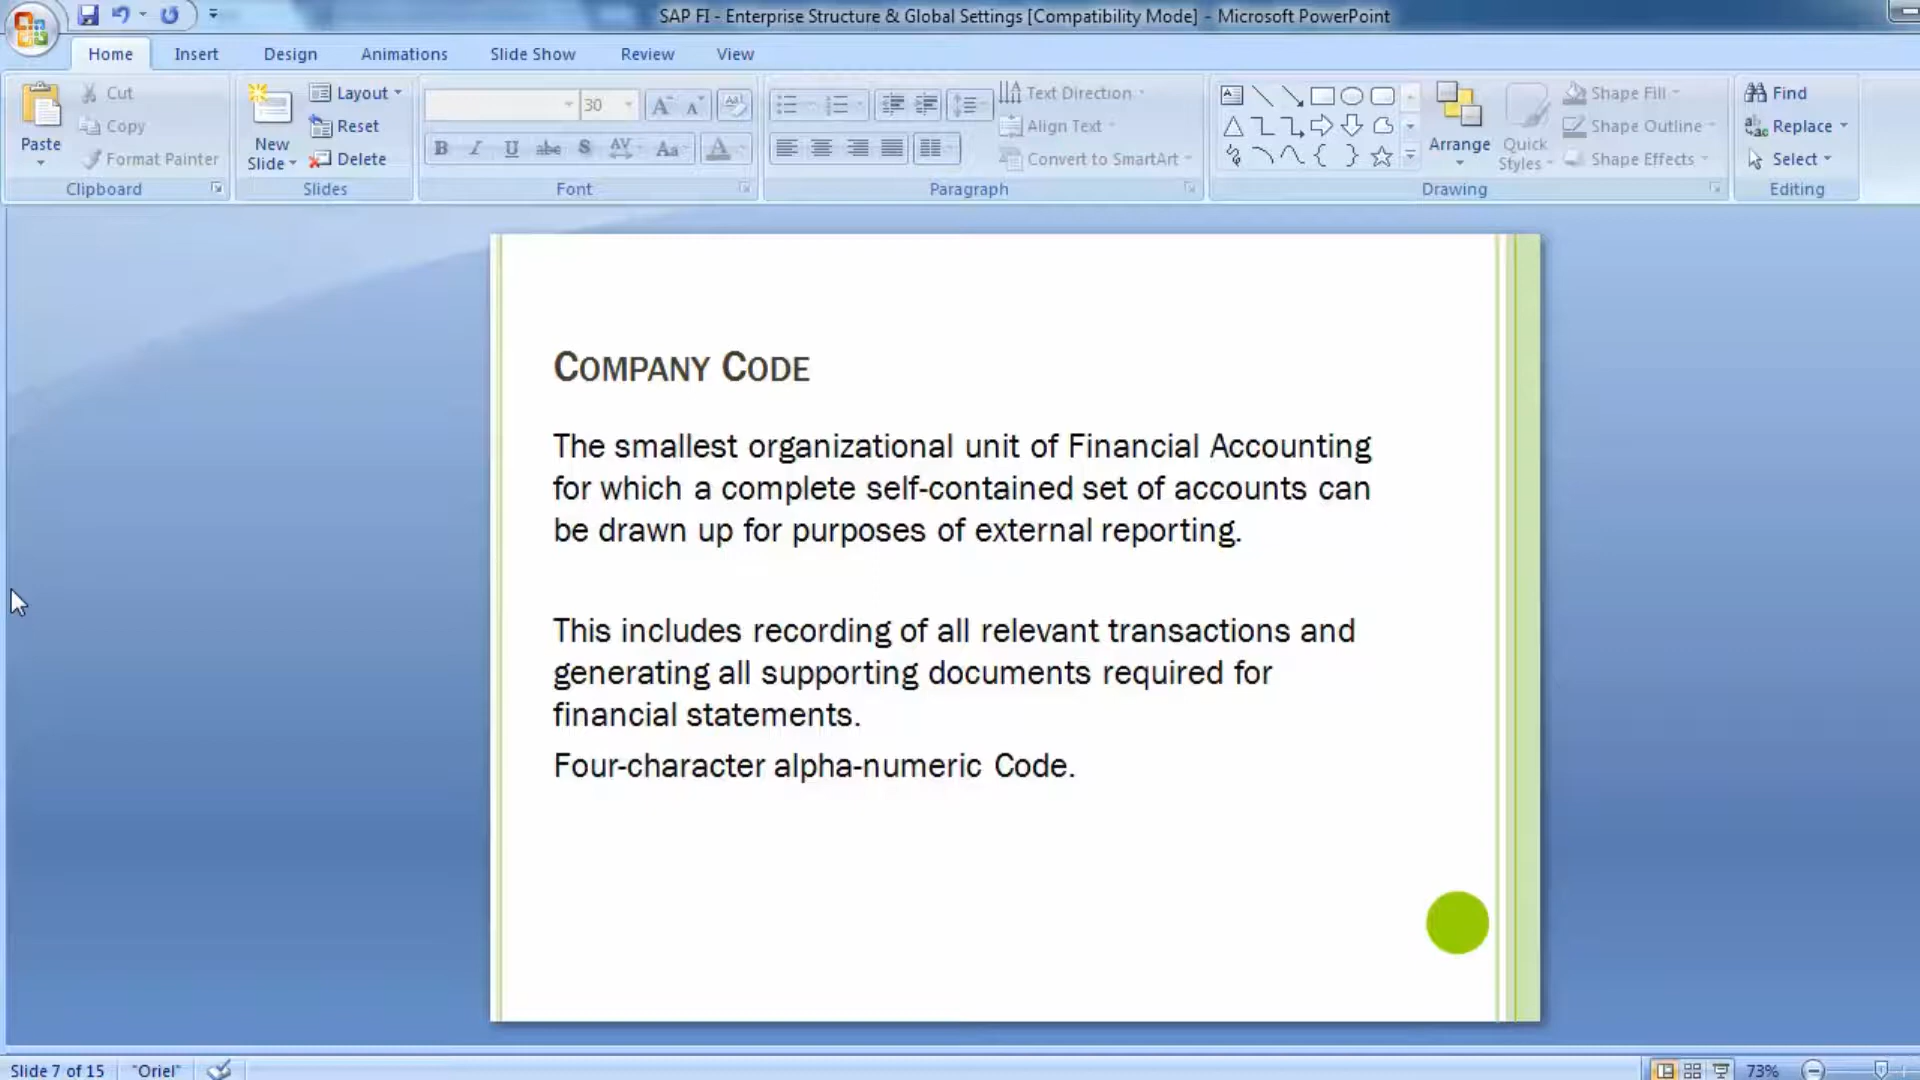 SAP FI - Enterprise Structure & Global Settings [Compatibility Mode] - Microsoft PowerPoint
Home Insert Design Animations Slide Show Review View
Paste
Cut
Copy
Format Painter
Clipboard
New Slide
Layout
Reset
Delete
Slides
30
B I U abc S AV Aa A
Font
Text Direction
Align Text
Convert to SmartArt
Paragraph
Arrange
Quick Styles
Shape Fill
Shape Outline
Shape Effects
Drawing
Find
Replace
Select
Editing
COMPANY CODE
The smallest organizational unit of Financial Accounting
for which a complete self-contained set of accounts can
be drawn up for purposes of external reporting.
This includes recording of all relevant transactions and
generating all supporting documents required for
financial statements.
Four-character alpha-numeric Code.
Slide 7 of 15 "Oriel" 73%